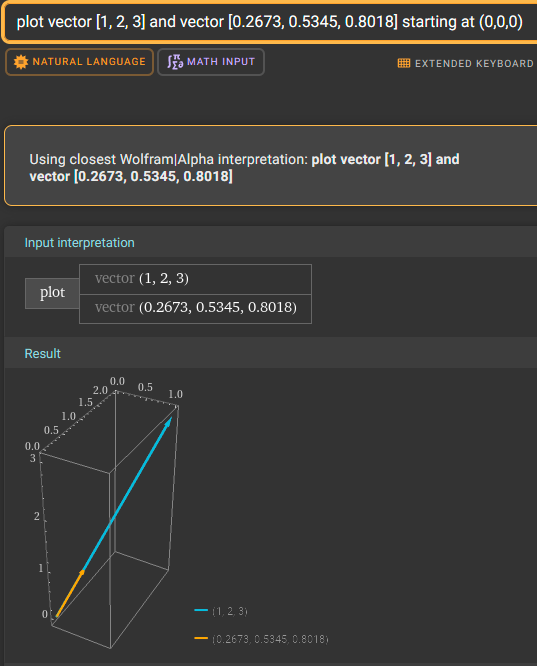 plot vector [1, 2, 3] and vector [0.2673, 0.5345, 0.8018] starting at (0,0,0)
NATURAL LANGUAGE
∫π Σ∂ MATH INPUT
EXTENDED KEYBOARD
Using closest Wolfram|Alpha interpretation: plot vector [1, 2, 3] and
vector [0.2673, 0.5345, 0.8018]
Input interpretation
plot
vector (1, 2, 3)
vector (0.2673, 0.5345, 0.8018)
Result
0.0
0.5
1.0
2.0
1.5
1.0
0.5
0.0
3
2
1
0
(1, 2, 3)
(0.2673, 0.5345, 0.8018)